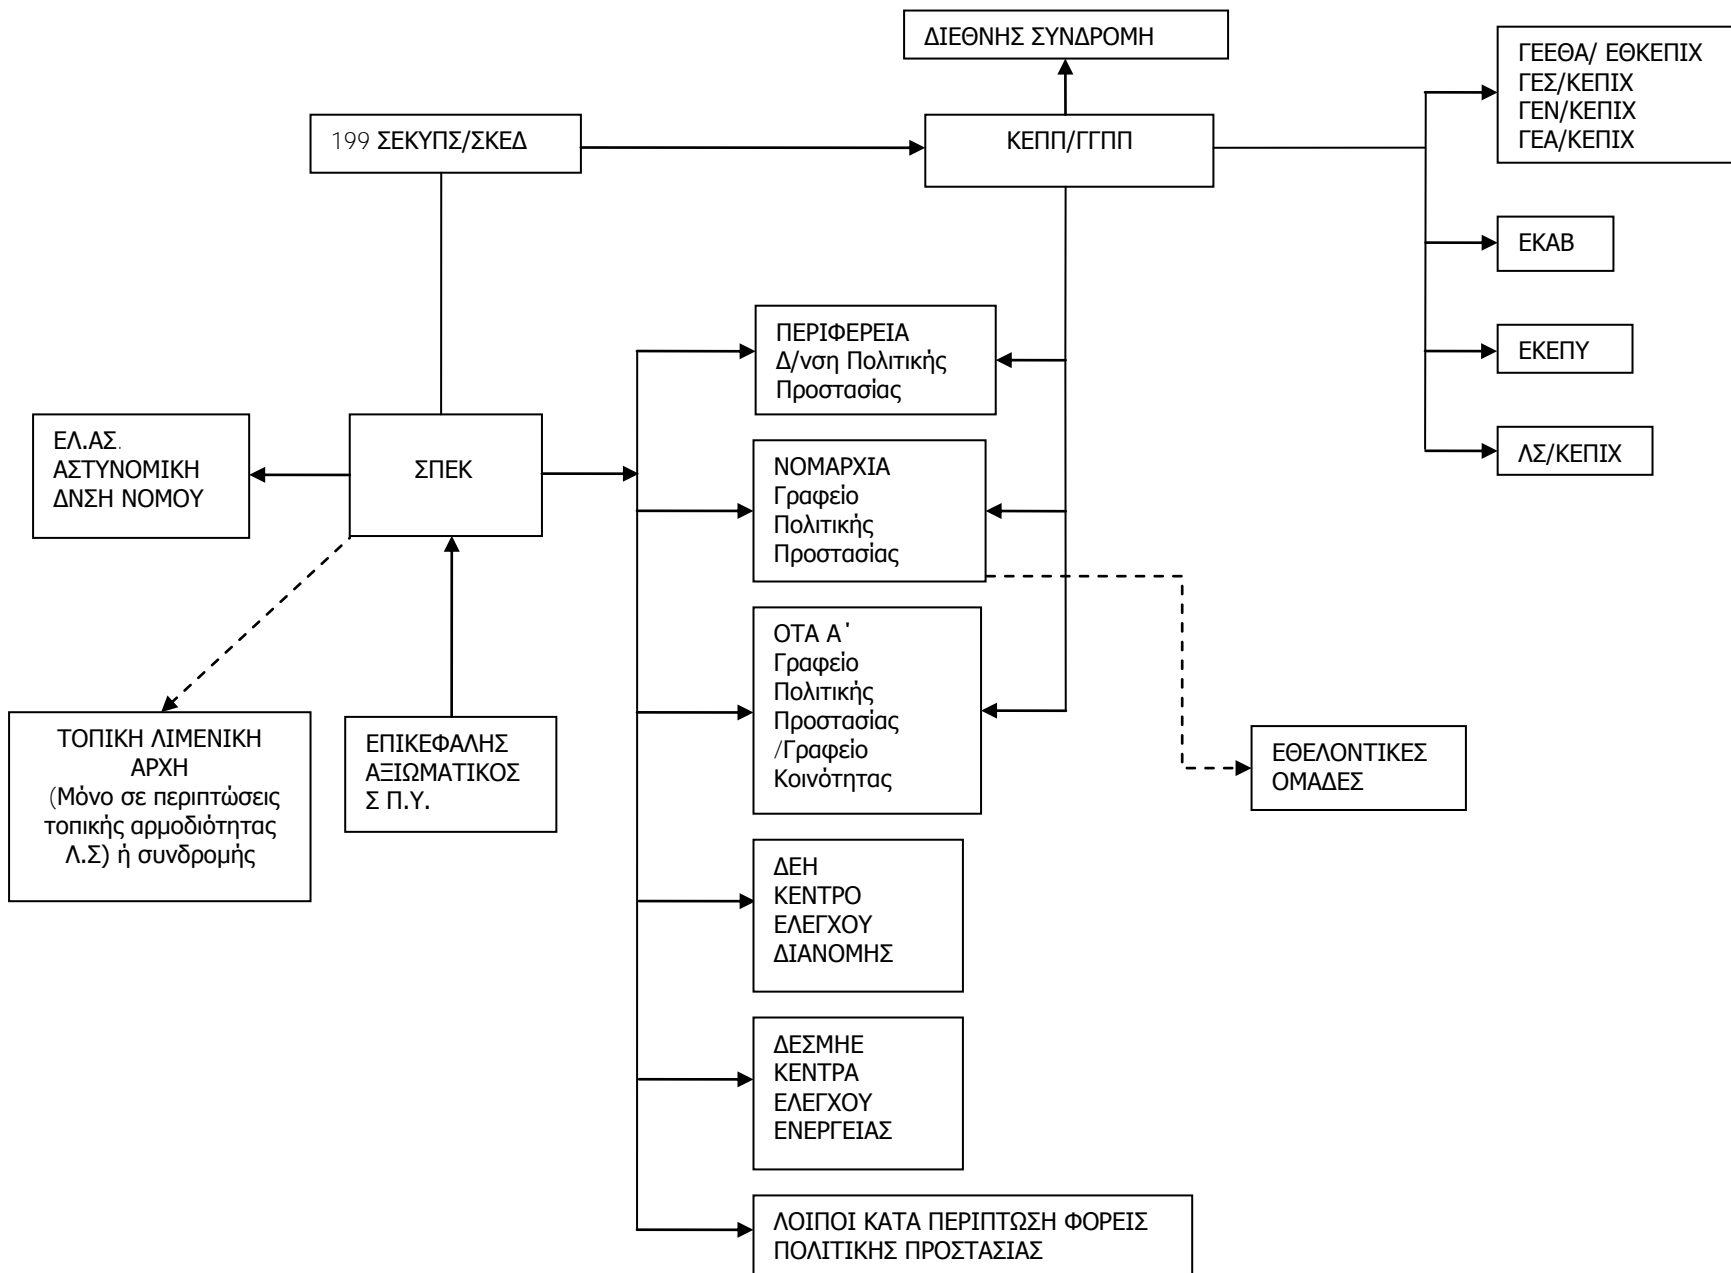 ΔΙΕΘΝΗΣ ΣΥΝΔΡΟΜΗ
ΓΕΕΘΑ/ ΕΘΚΕΠΙΧ
ΓΕΣ/ΚΕΠΙΧ
ΓΕΝ/ΚΕΠΙΧ
ΓΕΑ/ΚΕΠΙΧ
199 ΣΕΚΥΠΣ/ΣΚΕΔ
ΚΕΠΠ/ΓΓΠΠ
ΕΚΑΒ
ΕΚΕΠΥ
ΛΣ/ΚΕΠΙΧ
ΠΕΡΙΦΕΡΕΙΑ
Δ/νση Πολιτικής
Προστασίας
ΕΛ.ΑΣ.
ΑΣΤΥΝΟΜΙΚΗ
ΔΝΣΗ ΝΟΜΟΥ
ΣΠΕΚ
ΝΟΜΑΡΧΙΑ
Γραφείο
Πολιτικής
Προστασίας
ΟΤΑ Α΄
Γραφείο
Πολιτικής
Προστασίας
/Γραφείο
Κοινότητας
ΤΟΠΙΚΗ ΛΙΜΕΝΙΚΗ
ΑΡΧΗ
(Μόνο σε περιπτώσεις
τοπικής αρμοδιότητας
Λ.Σ) ή συνδρομής
ΕΠΙΚΕΦΑΛΗΣ
ΑΞΙΩΜΑΤΙΚΟΣ
Σ Π.Υ.
ΕΘΕΛΟΝΤΙΚΕΣ
ΟΜΑΔΕΣ
ΔΕΗ
ΚΕΝΤΡΟ
ΕΛΕΓΧΟΥ
ΔΙΑΝΟΜΗΣ
ΔΕΣΜΗΕ
ΚΕΝΤΡΑ
ΕΛΕΓΧΟΥ
ΕΝΕΡΓΕΙΑΣ
ΛΟΙΠΟΙ ΚΑΤΑ ΠΕΡΙΠΤΩΣΗ ΦΟΡΕΙΣ
ΠΟΛΙΤΙΚΗΣ ΠΡΟΣΤΑΣΙΑΣ